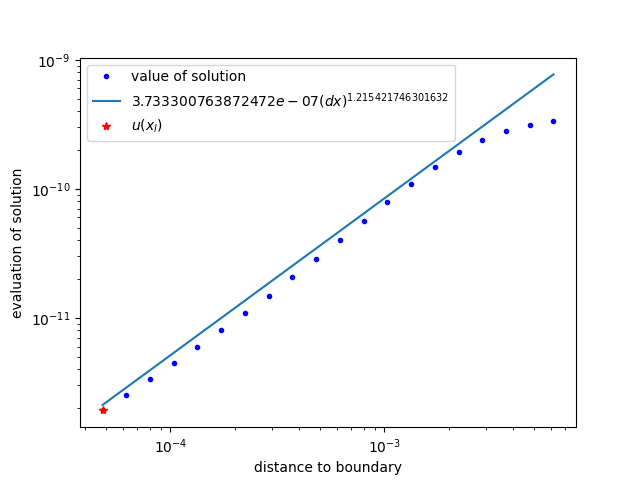 10⁻⁹
10⁻¹⁰
10⁻¹¹
evaluation of solution
value of solution
3.733300763872472e − 07(dx)¹·²¹⁵⁴²¹⁷⁴⁶³⁰¹⁶³²
u(x_l)
10⁻⁴
10⁻³
distance to boundary